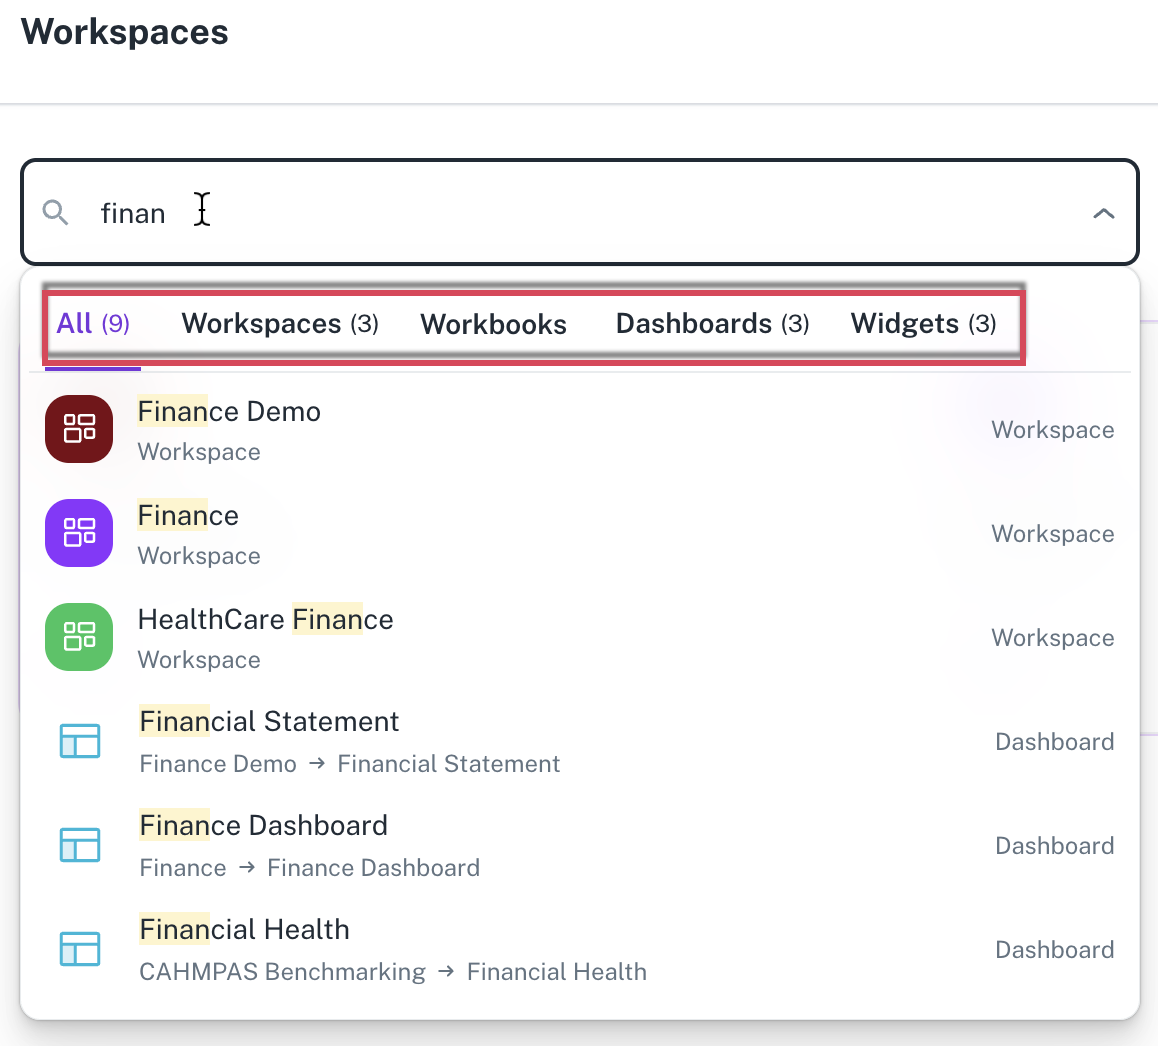 Workspaces
finan
All (9) Workspaces (3) Workbooks Dashboards (3) Widgets (3)
Finance Demo
Workspace
Workspace
Finance
Workspace
Workspace
HealthCare Finance
Workspace
Workspace
Financial Statement
Finance Demo → Financial Statement
Dashboard
Finance Dashboard
Finance → Finance Dashboard
Dashboard
Financial Health
CAHMPAS Benchmarking → Financial Health
Dashboard